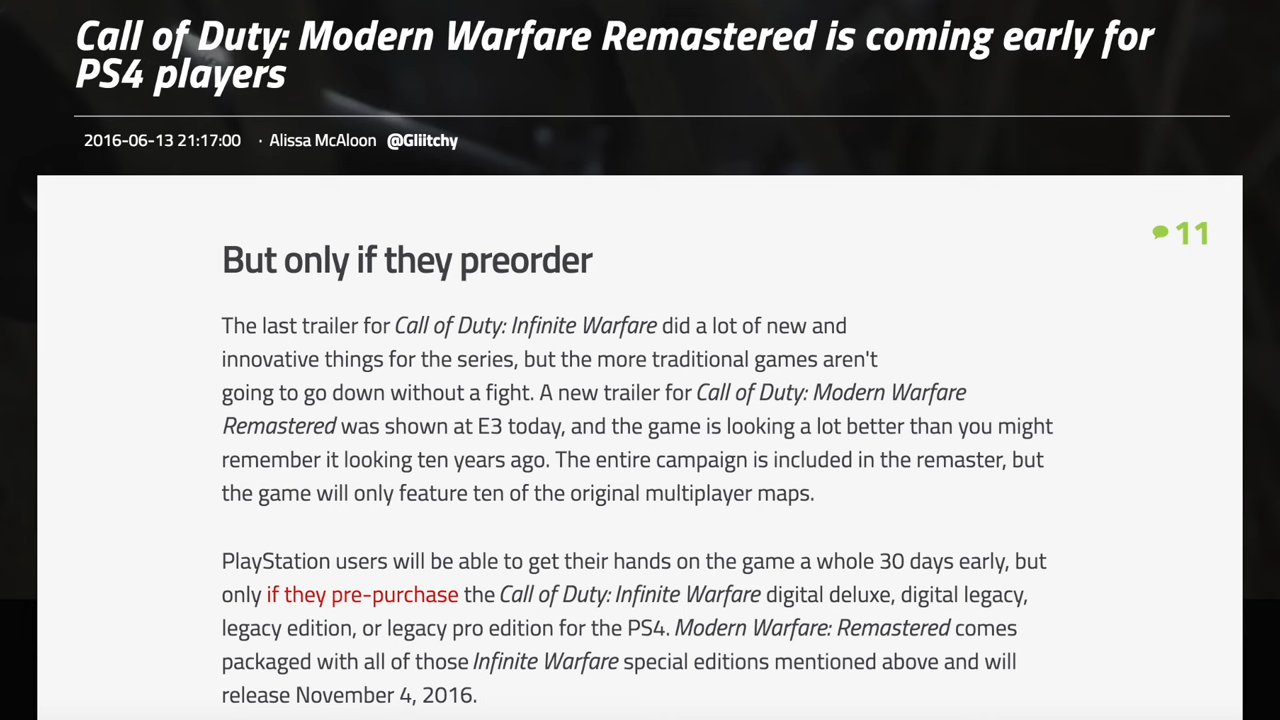 Call of Duty: Modern Warfare Remastered is coming early for
PS4 players
2016-06-13 21:17:00 · Alissa McAloon @Gliitchy
11
But only if they preorder
The last trailer for Call of Duty: Infinite Warfare did a lot of new and
innovative things for the series, but the more traditional games aren't
going to go down without a fight. A new trailer for Call of Duty: Modern Warfare
Remastered was shown at E3 today, and the game is looking a lot better than you might
remember it looking ten years ago. The entire campaign is included in the remaster, but
the game will only feature ten of the original multiplayer maps.
PlayStation users will be able to get their hands on the game a whole 30 days early, but
only if they pre-purchase the Call of Duty: Infinite Warfare digital deluxe, digital legacy,
legacy edition, or legacy pro edition for the PS4. Modern Warfare: Remastered comes
packaged with all of those Infinite Warfare special editions mentioned above and will
release November 4, 2016.